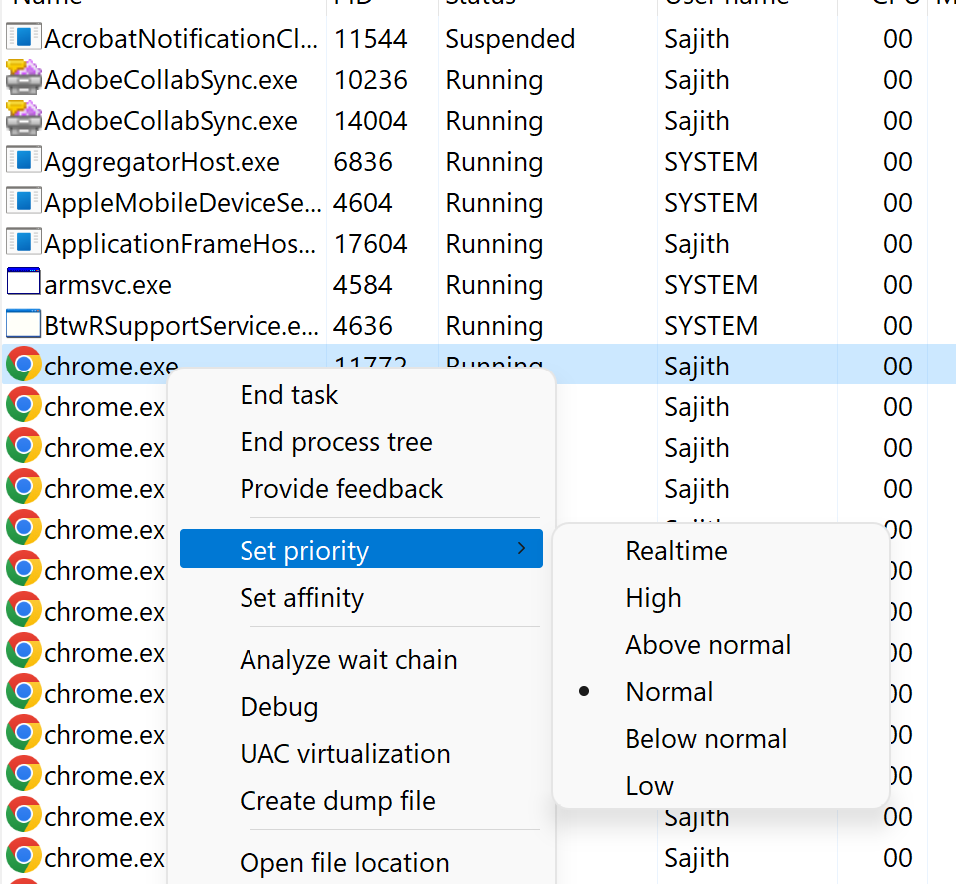 Name PID Status User name CPU
AcrobatNotificationCl... 11544 Suspended Sajith 00
AdobeCollabSync.exe 10236 Running Sajith 00
AdobeCollabSync.exe 14004 Running Sajith 00
AggregatorHost.exe 6836 Running SYSTEM 00
AppleMobileDeviceSe... 4604 Running SYSTEM 00
ApplicationFrameHos... 17604 Running Sajith 00
armsvc.exe 4584 Running SYSTEM 00
BtwRSupportService.e... 4636 Running SYSTEM 00
chrome.exe 11772 Running Sajith 00
chrome.ex Sajith 00
chrome.ex Sajith 00
chrome.ex Sajith 00
chrome.ex Sajith 00
chrome.ex 00
chrome.ex 00
chrome.ex 00
chrome.ex 00
chrome.ex 00
chrome.ex 00
chrome.ex Sajith 00
chrome.ex Sajith 00
End task
End process tree
Provide feedback
Set priority
Set affinity
Analyze wait chain
Debug
UAC virtualization
Create dump file
Open file location
Realtime
High
Above normal
Normal
Below normal
Low